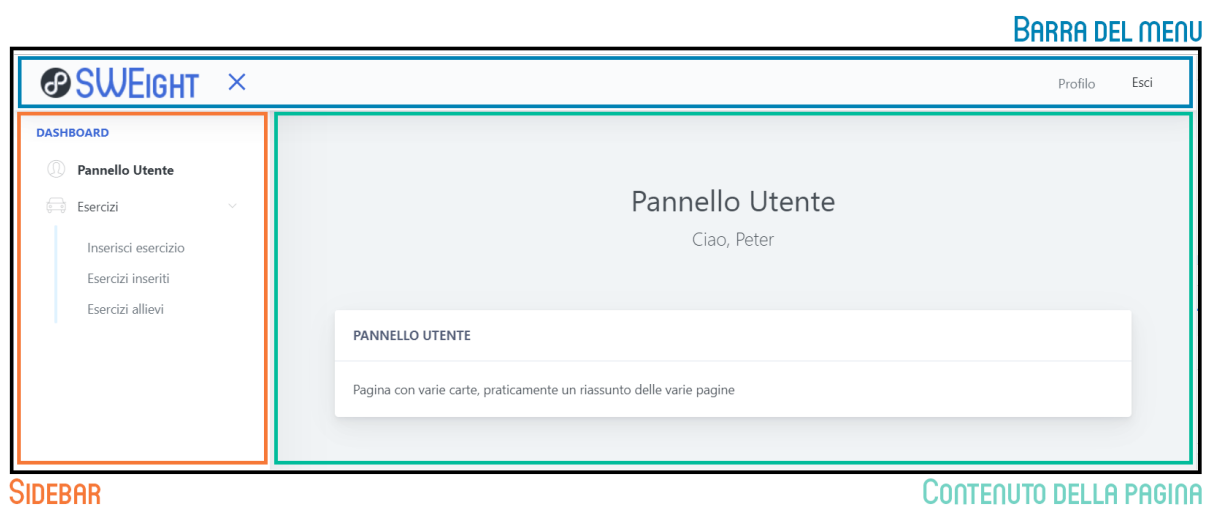 Barra del menu
SWEight
Profilo Esci
DASHBOARD
Pannello Utente
Esercizi
Inserisci esercizio
Esercizi inseriti
Esercizi allievi
Pannello Utente
Ciao, Peter
PANNELLO UTENTE
Pagina con varie carte, praticamente un riassunto delle varie pagine
Sidebar
Contenuto della pagina